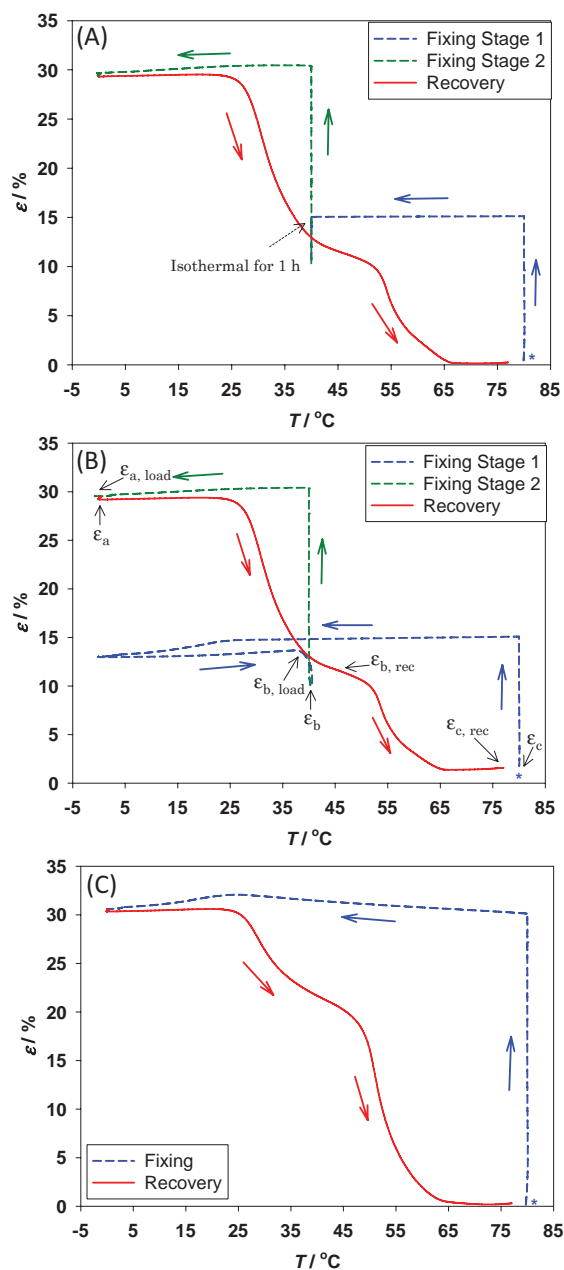 (A)
Fixing Stage 1
Fixing Stage 2
Recovery
Isothermal for 1 h
*
35
30
25
20
15
10
5
0
ε / %
-5 5 15 25 35 45 55 65 75 85
T / °C
(B)
Fixing Stage 1
Fixing Stage 2
Recovery
εa, load
εa
εb, load
εb
εb, rec
εc, rec
εc
*
35
30
25
20
15
10
5
0
ε / %
-5 5 15 25 35 45 55 65 75 85
T / °C
(C)
Fixing
Recovery
*
35
30
25
20
15
10
5
0
ε / %
-5 5 15 25 35 45 55 65 75 85
T / °C